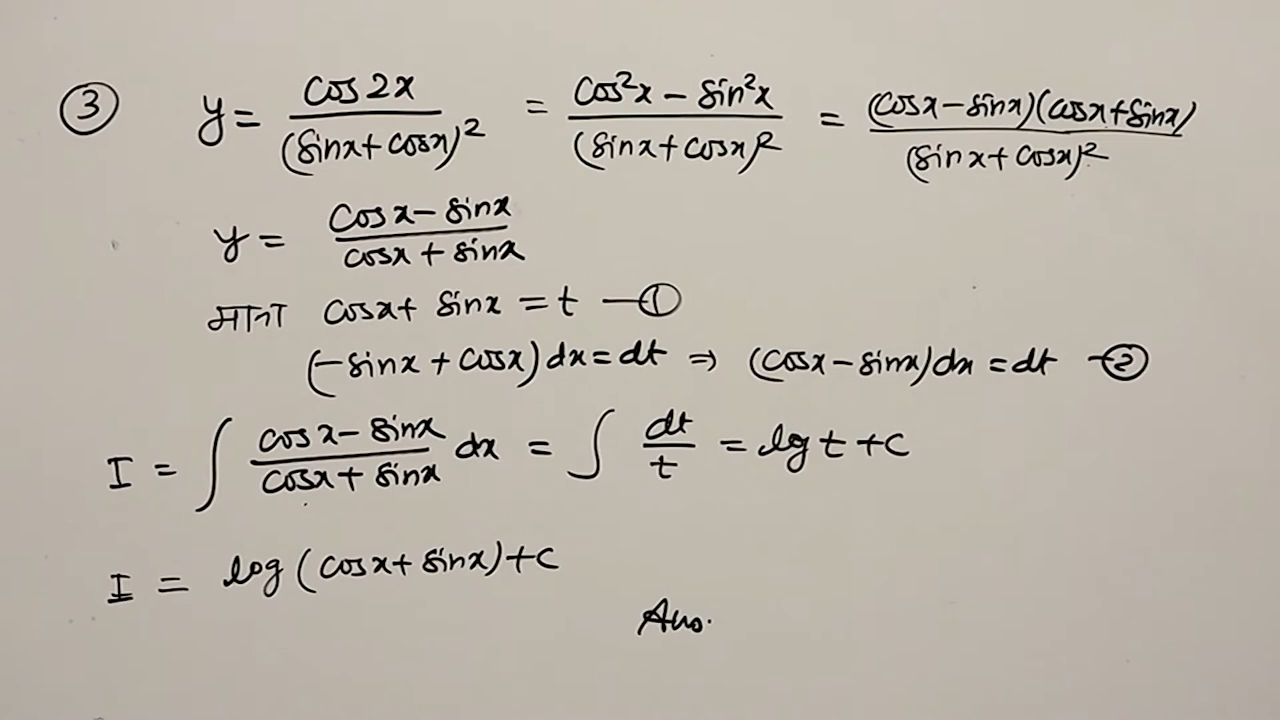 ③ y = cos2x / (sinx + cosx)² = cos²x - sin²x / (sinx + cosx)² = (cosx - sinx)(cosx + sinx) / (sinx + cosx)²
y = cosx - sinx / cosx + sinx
माना cosx + sinx = t —①
(-sinx + cosx) dx = dt ⇒ (cosx - sinx) dx = dt —②
I = ∫ cosx - sinx / cosx + sinx dx = ∫ dt / t = log t + c
I = log (cosx + sinx) + c
Ans.